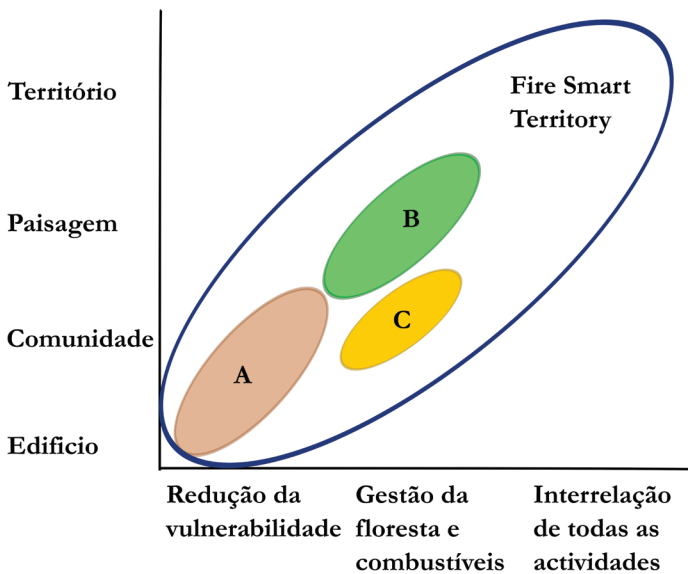 Território
Fire Smart
Territory
Paisagem
B
Comunidade
C
A
Edificio
Redução da
vulnerabilidade
Gestão da
floresta e
combustíveis
Interrelação
de todas as
actividades